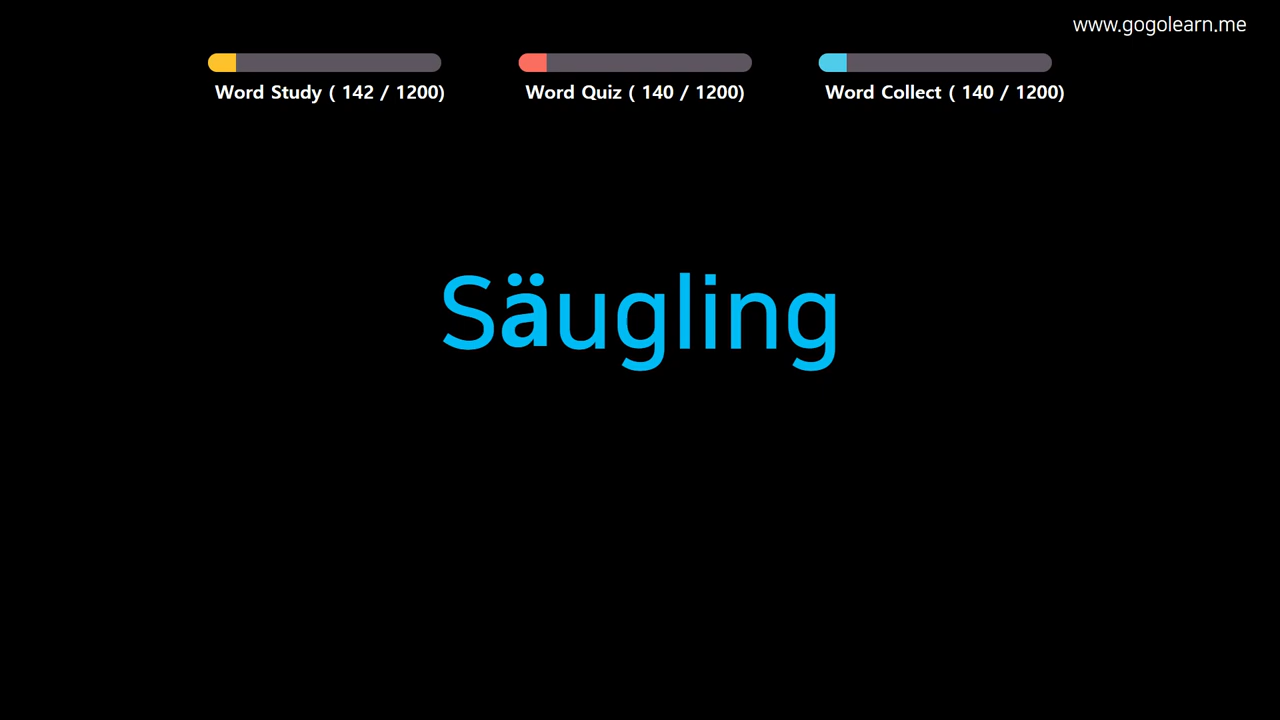 www.gogolearn.me
Word Study ( 142 / 1200)
Word Quiz ( 140 / 1200)
Word Collect ( 140 / 1200)
Säugling